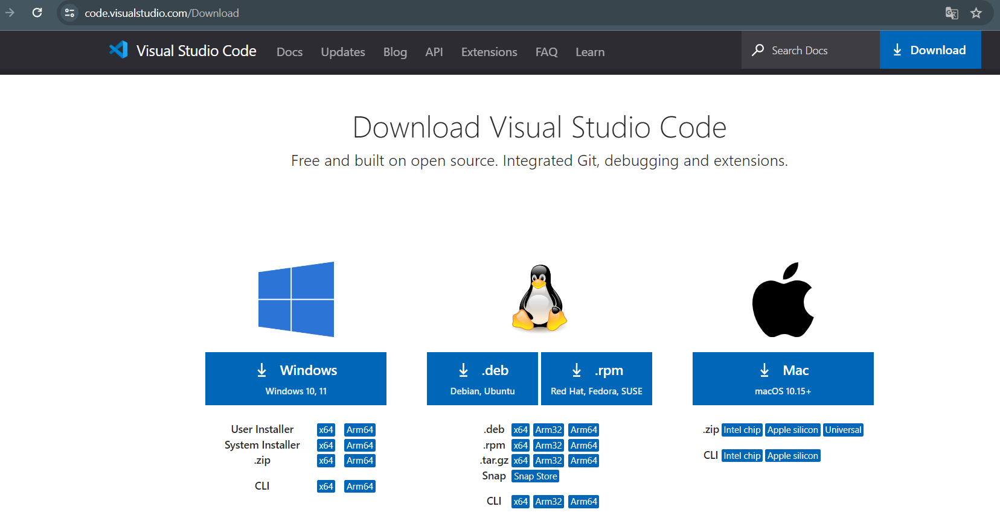 code.visualstudio.com/Download
Visual Studio Code Docs Updates Blog API Extensions FAQ Learn Search Docs Download
Download Visual Studio Code
Free and built on open source. Integrated Git, debugging and extensions.
Windows
Windows 10, 11
User Installer x64 Arm64
System Installer x64 Arm64
.zip x64 Arm64
CLI x64 Arm64
.deb
Debian, Ubuntu
.rpm
Red Hat, Fedora, SUSE
.deb x64 Arm32 Arm64
.rpm x64 Arm32 Arm64
.tar.gz x64 Arm32 Arm64
Snap Snap Store
CLI x64 Arm32 Arm64
Mac
macOS 10.15+
.zip Intel chip Apple silicon Universal
CLI Intel chip Apple silicon